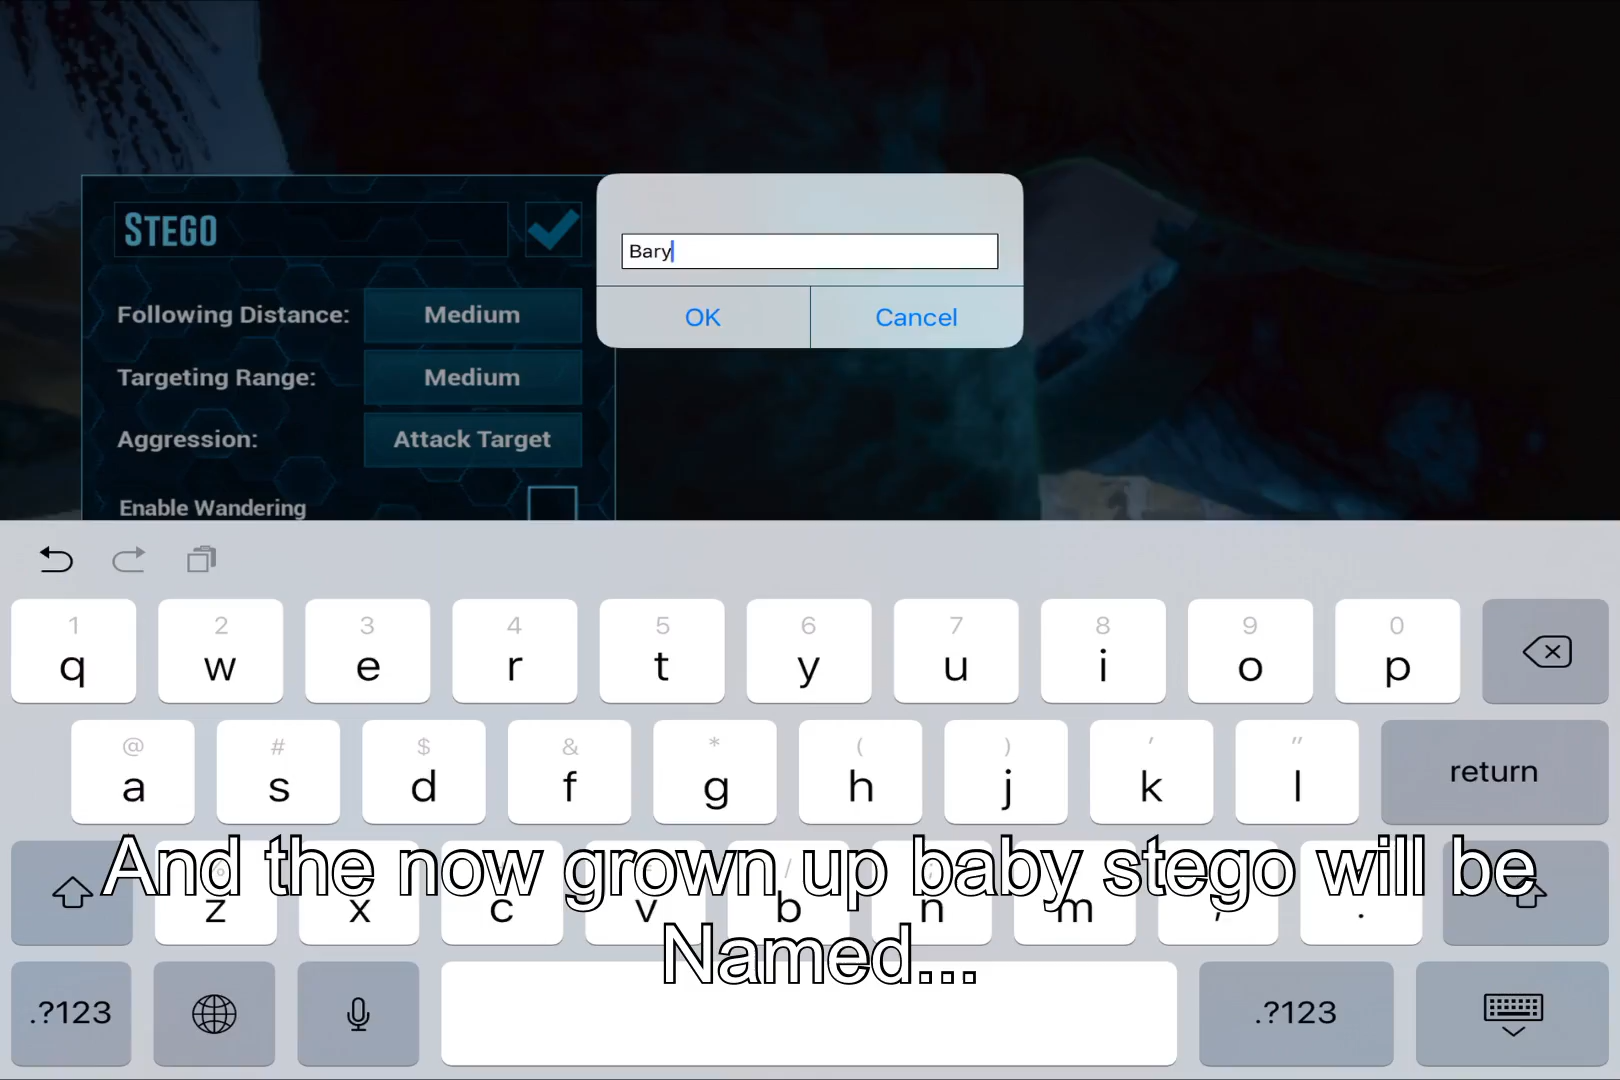 STEGO
Bary
OK Cancel
Following Distance: Medium
Targeting Range: Medium
Aggression: Attack Target
Enable Wandering
1 2 3 4 5 6 7 8 9 0
q w e r t y u i o p
@ # $ & * ( ) ' "
a s d f g h j k l return
And the now grown up baby stego will be
z x c v b n m , .
Named...
.?123 .?123